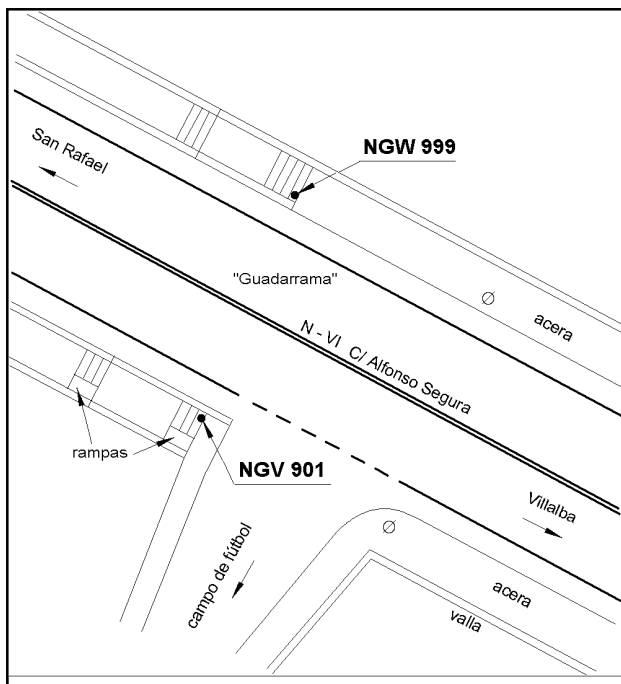 San Rafael
NGW 999
"Guadarrama"
acera
N - VI C/ Alfonso Segura
rampas
NGV 901
Villalba
campo de fútbol
acera
valla